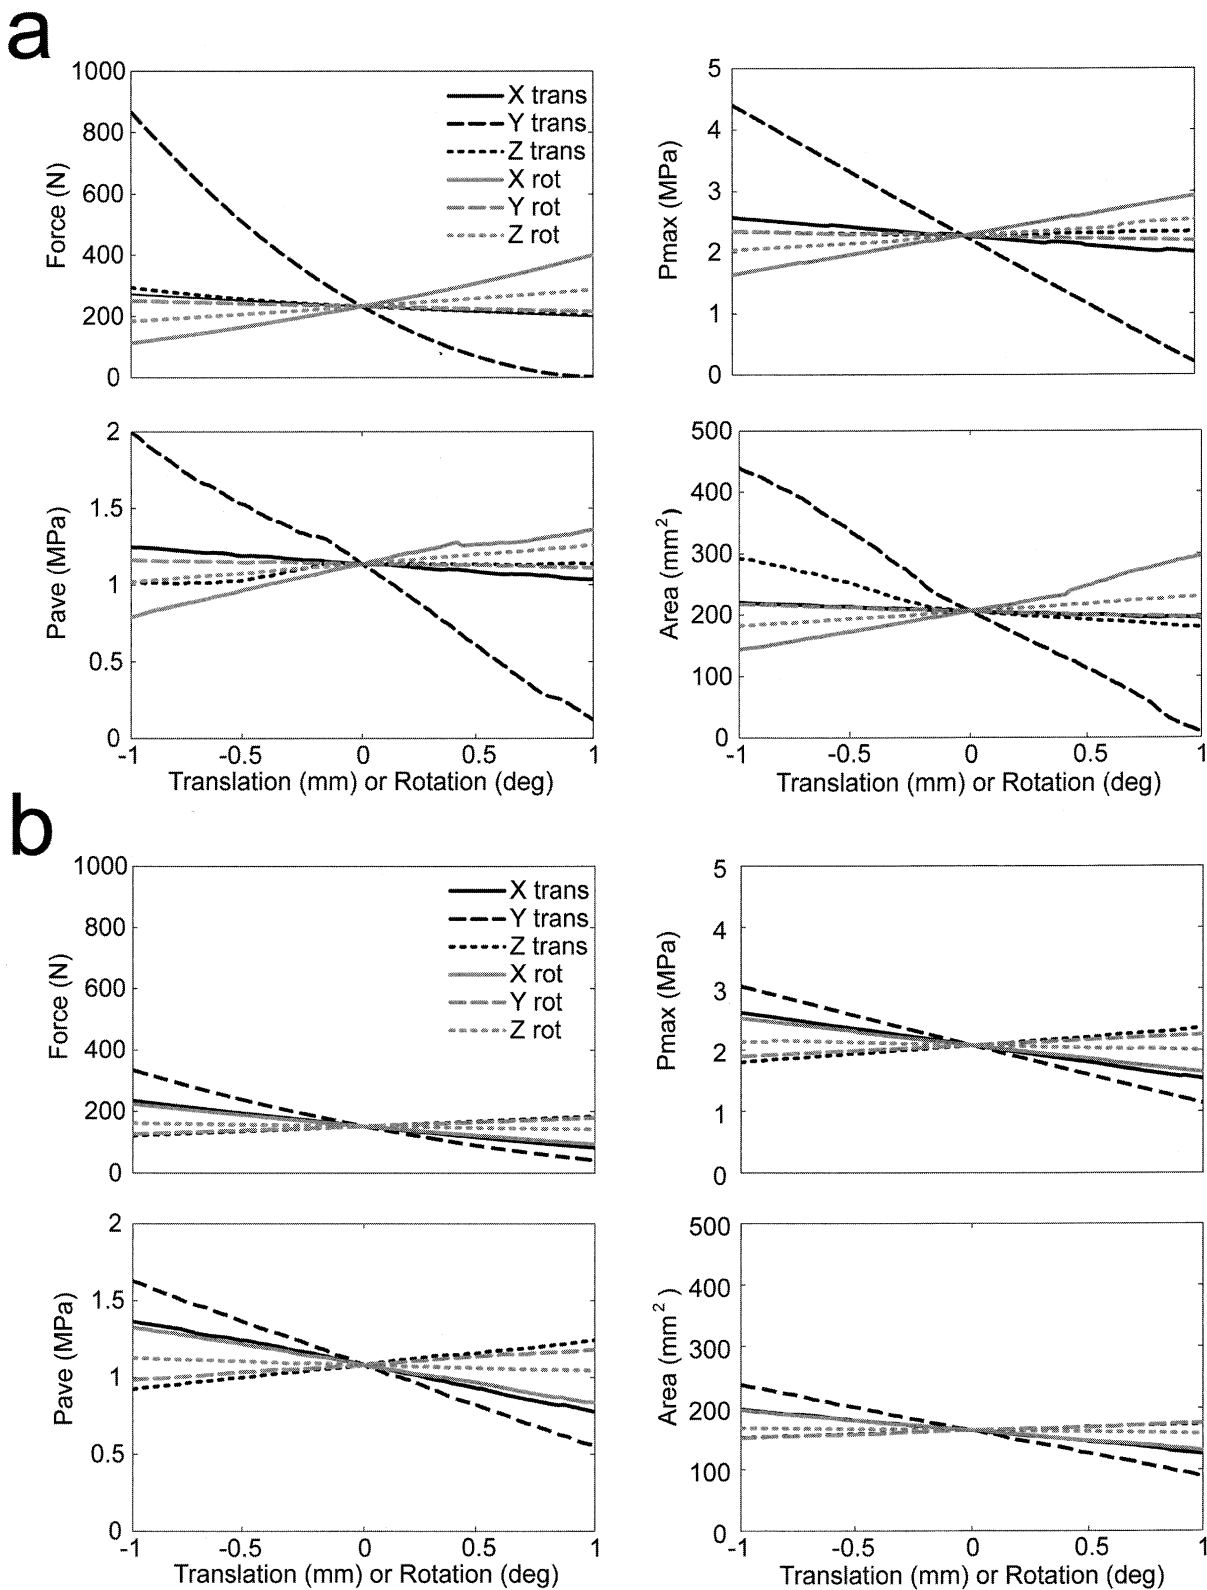 a
1000
800
600
400
200
0
Force (N)
X trans
Y trans
Z trans
X rot
Y rot
Z rot
5
4
3
2
1
0
Pmax (MPa)
2
1.5
1
0.5
0
Pave (MPa)
-1 -0.5 0 0.5 1
Translation (mm) or Rotation (deg)
500
400
300
200
100
0
Area (mm²)
-1 -0.5 0 0.5 1
Translation (mm) or Rotation (deg)
b
1000
800
600
400
200
0
Force (N)
X trans
Y trans
Z trans
X rot
Y rot
Z rot
5
4
3
2
1
0
Pmax (MPa)
2
1.5
1
0.5
0
Pave (MPa)
-1 -0.5 0 0.5 1
Translation (mm) or Rotation (deg)
500
400
300
200
100
0
Area (mm²)
-1 -0.5 0 0.5 1
Translation (mm) or Rotation (deg)